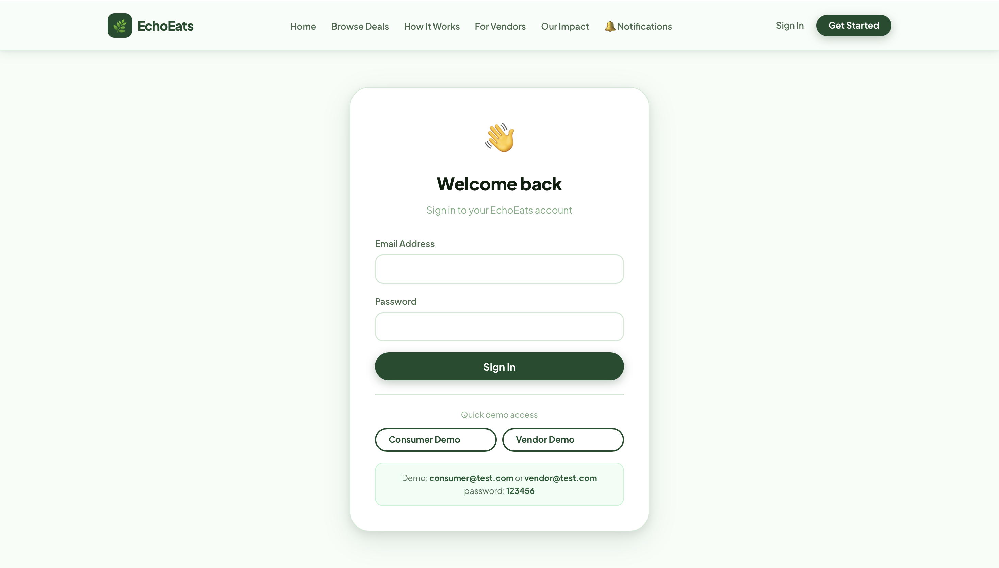 EchoEats
Home Browse Deals How It Works For Vendors Our Impact 🔔 Notifications
Sign In Get Started
👋
Welcome back
Sign in to your EchoEats account
Email Address
Password
Sign In
Quick demo access
Consumer Demo Vendor Demo
Demo: consumer@test.com or vendor@test.com
password: 123456